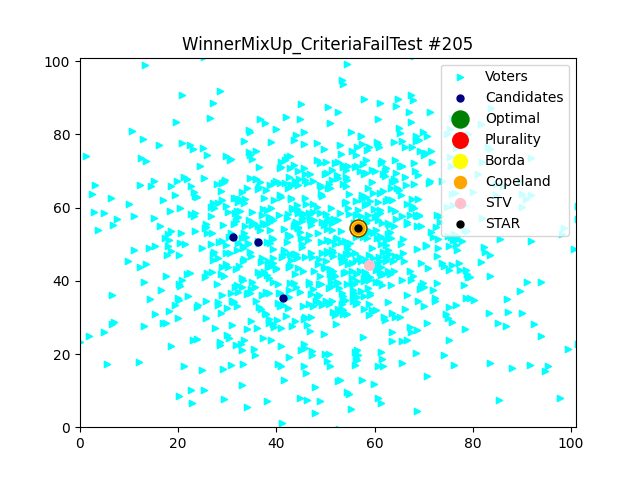 WinnerMixUp_CriteriaFailTest #205
100
80
60
40
20
0
0
20
40
60
80
100
Voters
Candidates
Optimal
Plurality
Borda
Copeland
STV
STAR